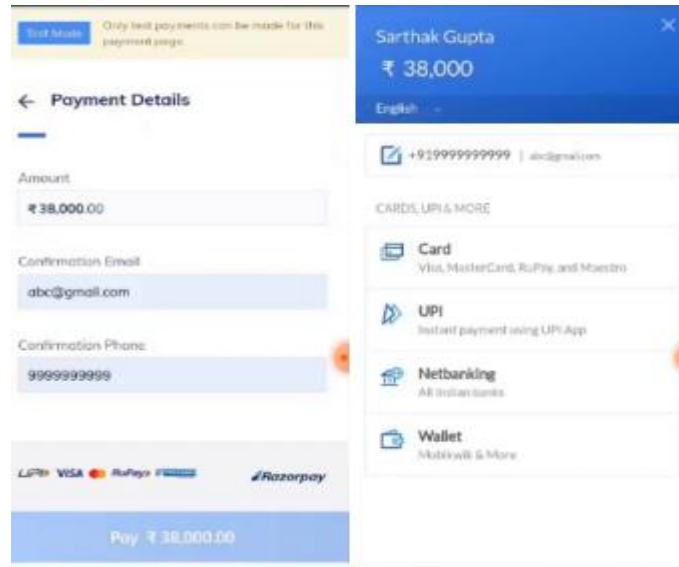 Test Mode
Only test payments can be made for this
payment page.
← Payment Details
Amount
₹ 38,000.00
Confirmation Email
abc@gmail.com
Confirmation Phone
9999999999
UPI VISA RuPay
Razorpay
Pay ₹ 38,000.00
Sarthak Gupta
₹ 38,000
English
+919999999999 | abc@gmail.com
CARDS, UPI & MORE
Card
Visa, MasterCard, RuPay, and Maestro
UPI
Instant payment using UPI App
Netbanking
All Indian banks
Wallet
Mobikwik & More